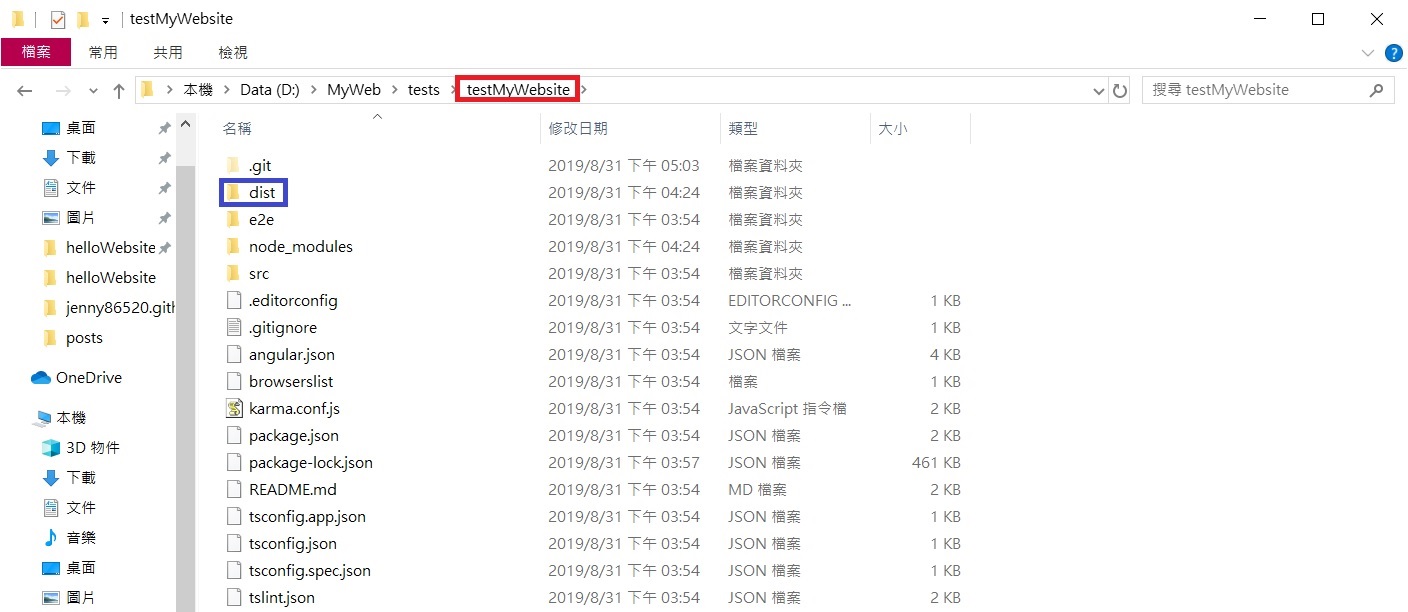 testMyWebsite
檔案 常用 共用 檢視
本機 Data (D:) MyWeb tests testMyWebsite 搜尋 testMyWebsite
名稱 修改日期 類型 大小
桌面
下載
文件
圖片
helloWebsite
helloWebsite
jenny86520.gith
posts
OneDrive
本機
3D 物件
下載
文件
音樂
桌面
圖片
.git 2019/8/31 下午 05:03 檔案資料夾
dist 2019/8/31 下午 04:24 檔案資料夾
e2e 2019/8/31 下午 03:54 檔案資料夾
node_modules 2019/8/31 下午 04:24 檔案資料夾
src 2019/8/31 下午 03:54 檔案資料夾
.editorconfig 2019/8/31 下午 03:54 EDITORCONFIG ... 1 KB
.gitignore 2019/8/31 下午 03:54 文字文件 1 KB
angular.json 2019/8/31 下午 03:54 JSON 檔案 4 KB
browserslist 2019/8/31 下午 03:54 檔案 1 KB
karma.conf.js 2019/8/31 下午 03:54 JavaScript 指令檔 2 KB
package.json 2019/8/31 下午 03:54 JSON 檔案 2 KB
package-lock.json 2019/8/31 下午 03:57 JSON 檔案 461 KB
README.md 2019/8/31 下午 03:54 MD 檔案 2 KB
tsconfig.app.json 2019/8/31 下午 03:54 JSON 檔案 1 KB
tsconfig.json 2019/8/31 下午 03:54 JSON 檔案 1 KB
tsconfig.spec.json 2019/8/31 下午 03:54 JSON 檔案 1 KB
tslint.json 2019/8/31 下午 03:54 JSON 檔案 2 KB